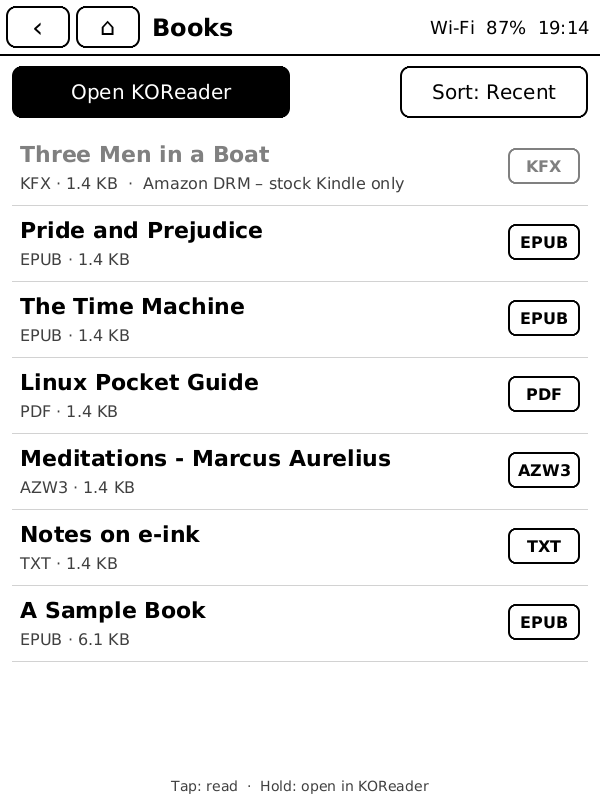 ‹ ⌂ Books Wi-Fi 87% 19:14
Open KOReader Sort: Recent
Three Men in a Boat
KFX · 1.4 KB · Amazon DRM – stock Kindle only
KFX
Pride and Prejudice
EPUB · 1.4 KB
EPUB
The Time Machine
EPUB · 1.4 KB
EPUB
Linux Pocket Guide
PDF · 1.4 KB
PDF
Meditations - Marcus Aurelius
AZW3 · 1.4 KB
AZW3
Notes on e-ink
TXT · 1.4 KB
TXT
A Sample Book
EPUB · 6.1 KB
EPUB
Tap: read · Hold: open in KOReader